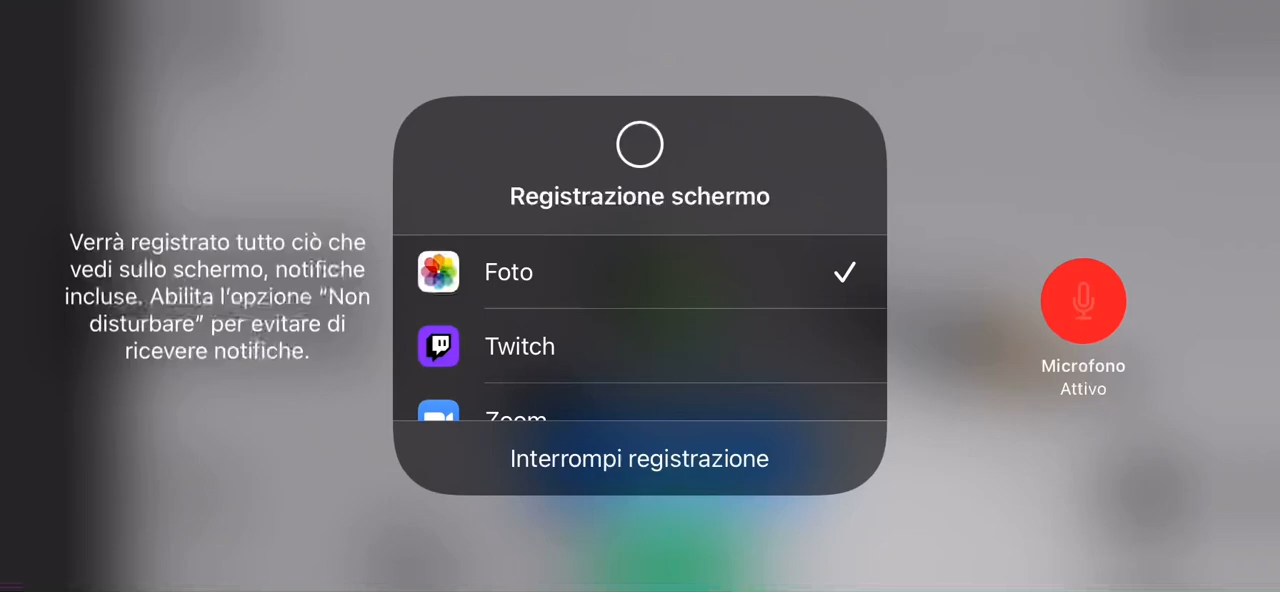 Registrazione schermo
Verrà registrato tutto ciò che
vedi sullo schermo, notifiche
incluse. Abilita l'opzione "Non
disturbare" per evitare di
ricevere notifiche.
Foto
Twitch
Zoom
Interrompi registrazione
Microfono
Attivo